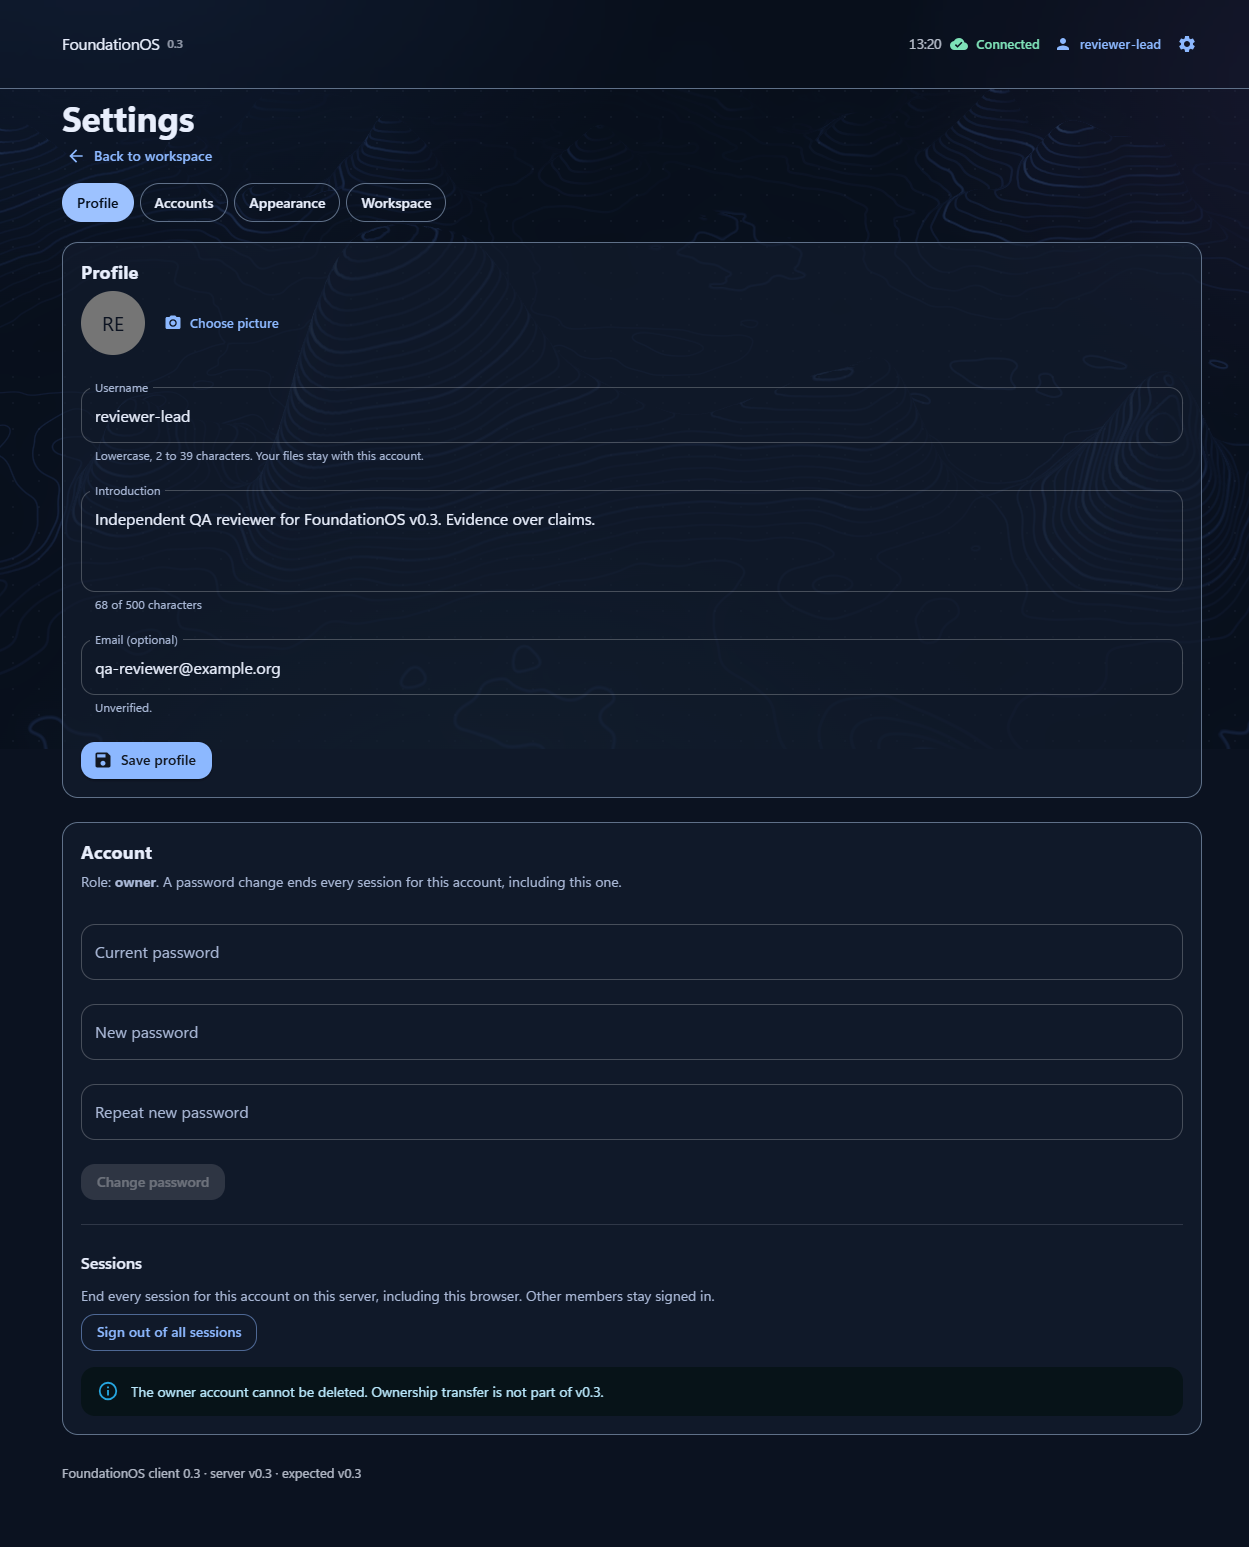 FoundationOS 0.3
13:20 Connected reviewer-lead
Settings
Back to workspace
Profile Accounts Appearance Workspace
Profile
RE
Choose picture
Username
reviewer-lead
Lowercase, 2 to 39 characters. Your files stay with this account.
Introduction
Independent QA reviewer for FoundationOS v0.3. Evidence over claims.
68 of 500 characters
Email (optional)
qa-reviewer@example.org
Unverified.
Save profile
Account
Role: owner. A password change ends every session for this account, including this one.
Current password
New password
Repeat new password
Change password
Sessions
End every session for this account on this server, including this browser. Other members stay signed in.
Sign out of all sessions
The owner account cannot be deleted. Ownership transfer is not part of v0.3.
FoundationOS client 0.3 · server v0.3 · expected v0.3